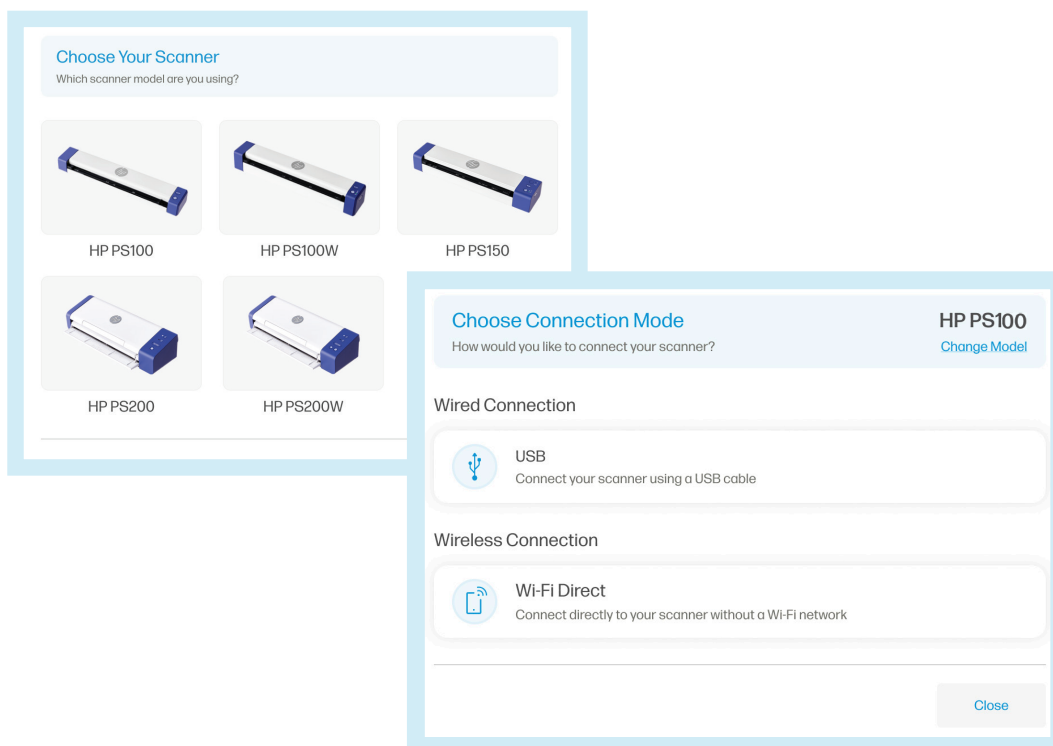 Choose Your Scanner
Which scanner model are you using?
HP PS100
HP PS100W
HP PS150
HP PS200
HP PS200W
Choose Connection Mode
HP PS100
How would you like to connect your scanner?
Change Model
Wired Connection
USB
Connect your scanner using a USB cable
Wireless Connection
Wi-Fi Direct
Connect directly to your scanner without a Wi-Fi network
Close